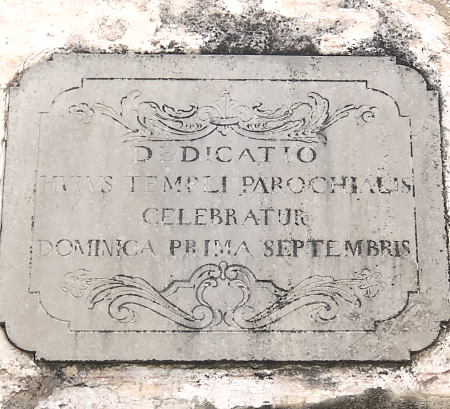 DEDICATIO
HUIUS TEMPLI PAROCHIALIS
CELEBRATUR
DOMINICA PRIMA SEPTEMBRIS